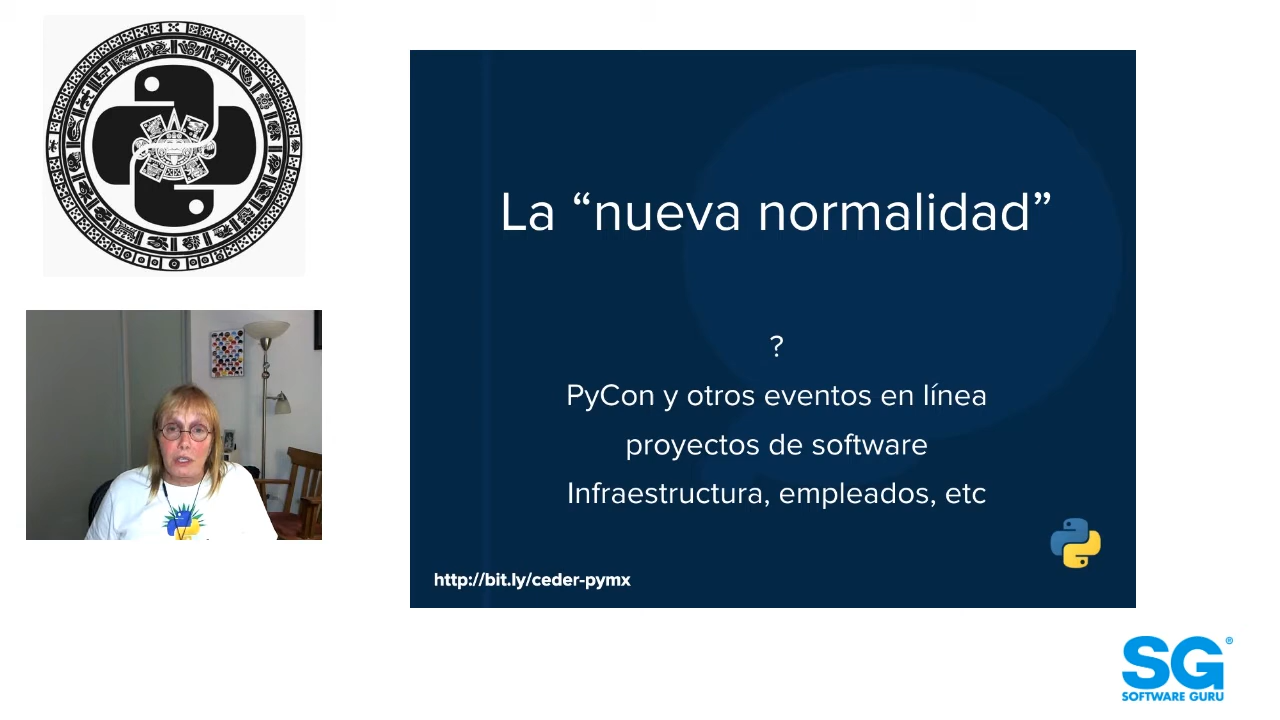 La “nueva normalidad”
?
PyCon y otros eventos en línea
proyectos de software
Infraestructura, empleados, etc
http://bit.ly/ceder-pymx
SG®
SOFTWARE GURU